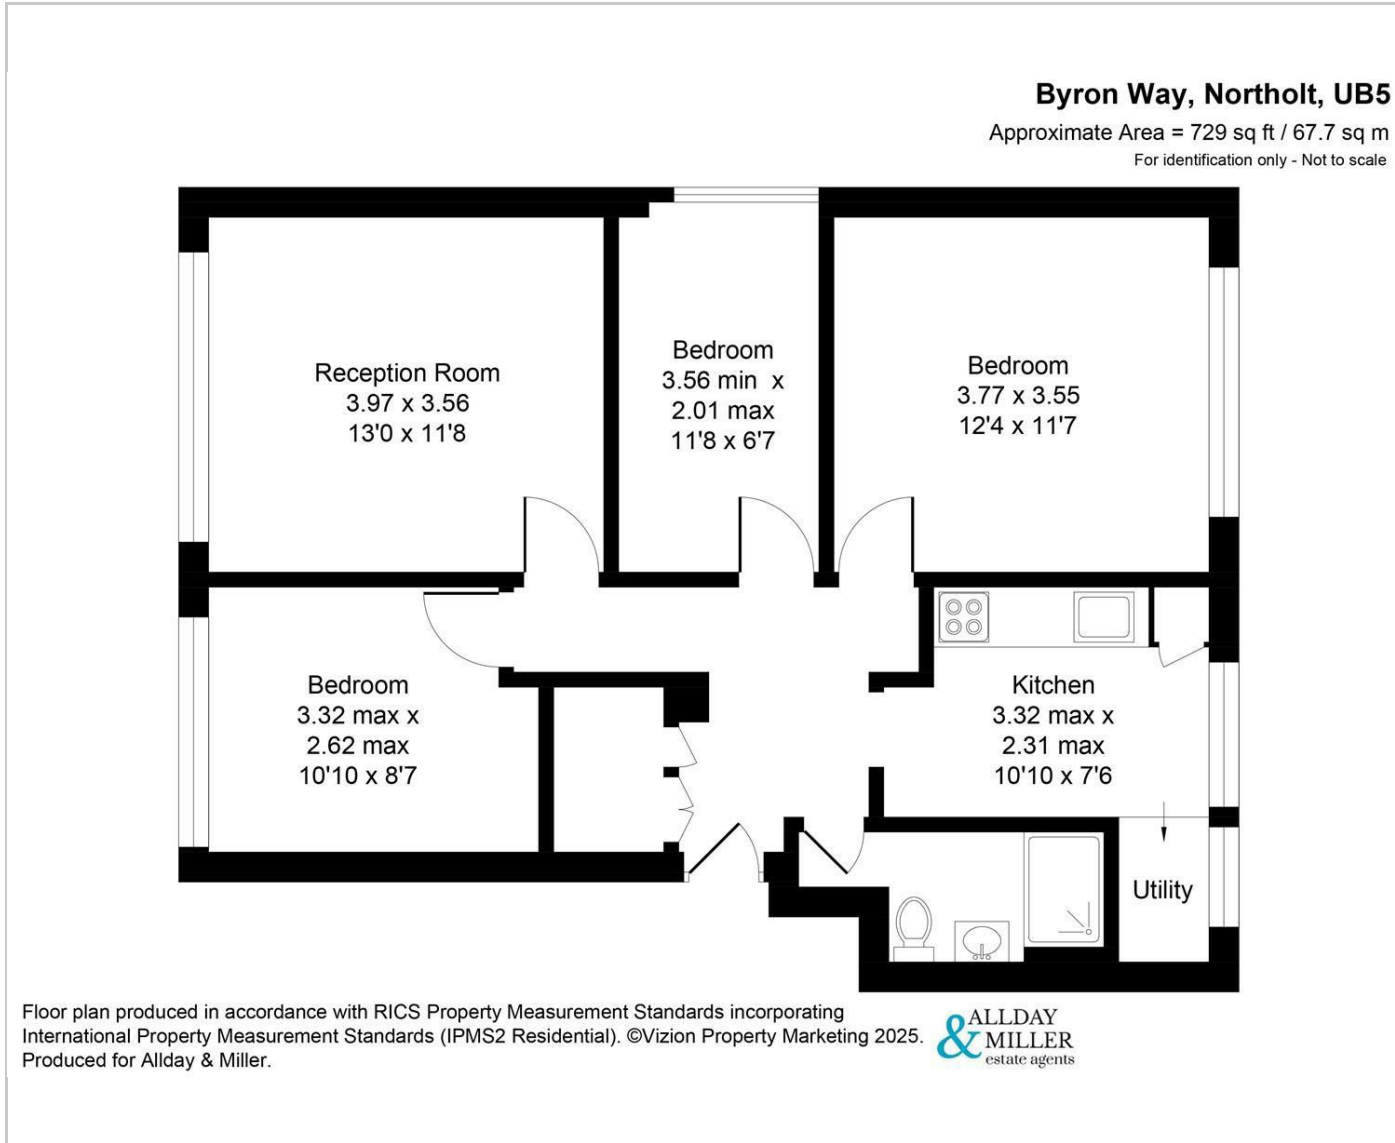 Byron Way, Northolt, UB5
Approximate Area = 729 sq ft / 67.7 sq m
For identification only - Not to scale
Reception Room
3.97 x 3.56
13'0 x 11'8
Bedroom
3.56 min x
2.01 max
11'8 x 6'7
Bedroom
3.77 x 3.55
12'4 x 11'7
Bedroom
3.32 max x
2.62 max
10'10 x 8'7
Kitchen
3.32 max x
2.31 max
10'10 x 7'6
Utility
Floor plan produced in accordance with RICS Property Measurement Standards incorporating
International Property Measurement Standards (IPMS2 Residential). ©Vizion Property Marketing 2025.
Produced for Allday & Miller.
ALLDAY
& MILLER
estate agents